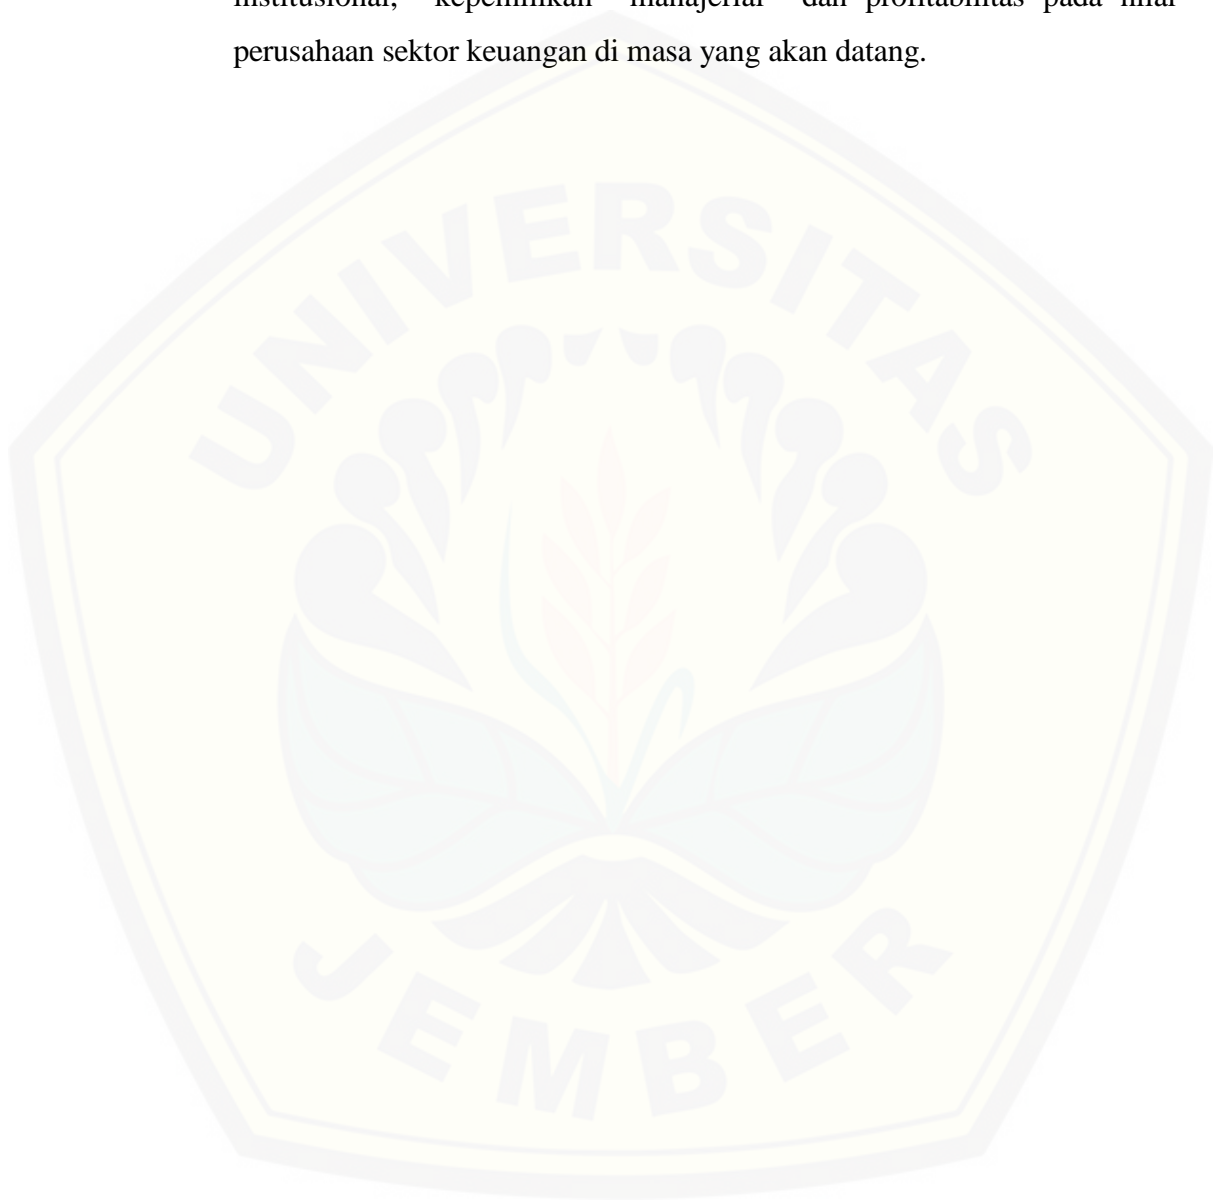 institusional, kepemilikan manajerial dan profitabilitas pada nilai
perusahaan sektor keuangan di masa yang akan datang.
UNIVERSITAS
JEMBER